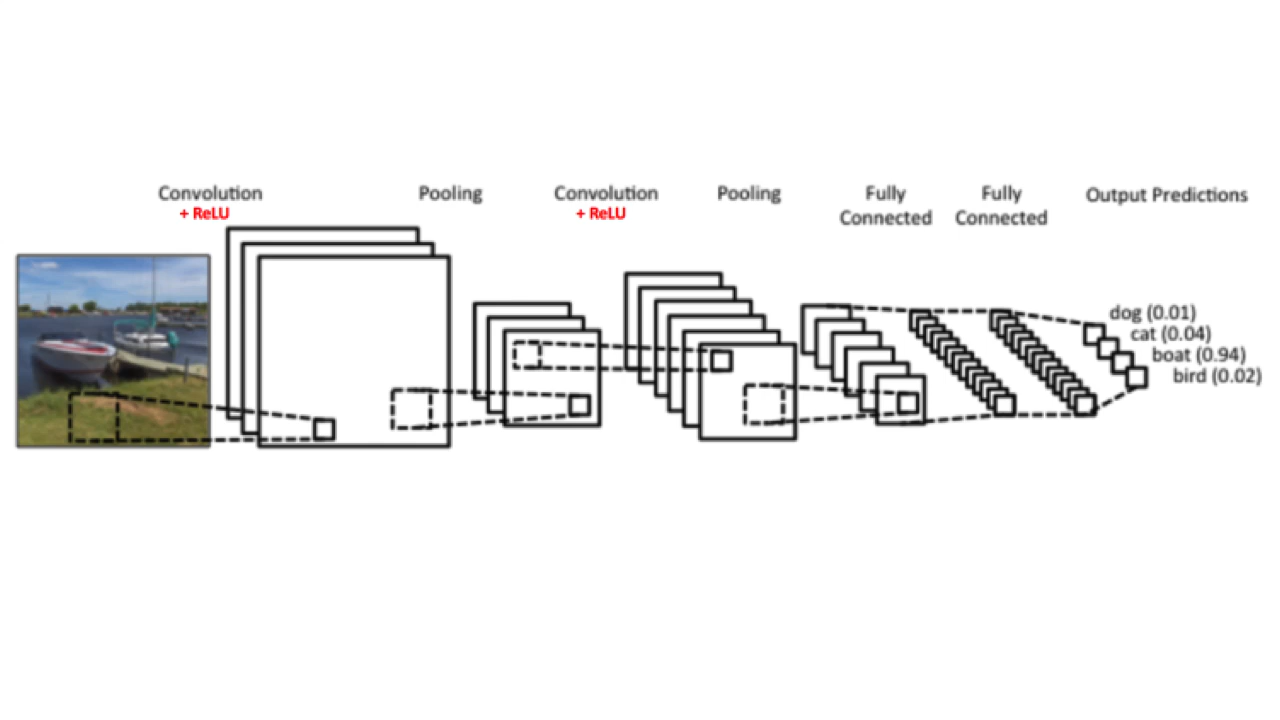 Convolution
+ ReLU
Pooling
Convolution
+ ReLU
Pooling
Fully
Connected
Fully
Connected
Output Predictions
dog (0.01)
cat (0.04)
boat (0.94)
bird (0.02)